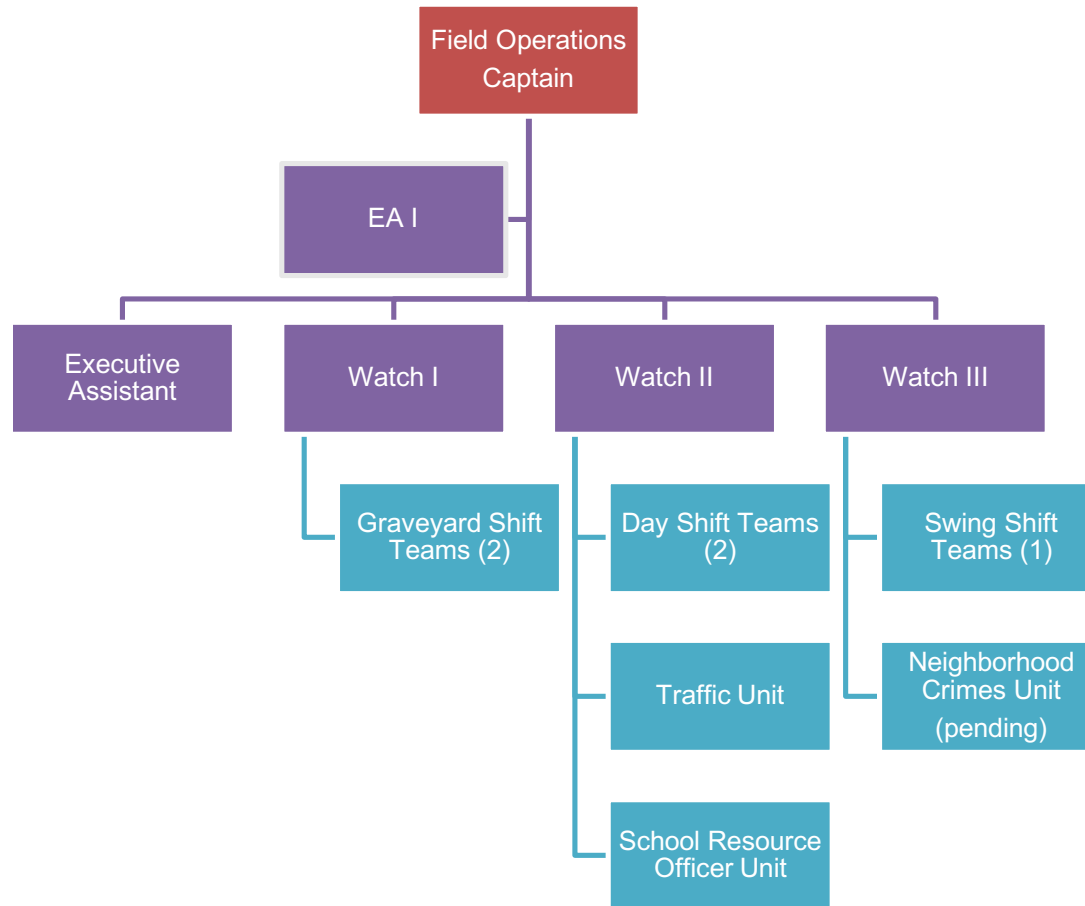 Field Operations
Captain
EA I
Executive
Assistant
Watch I
Watch II
Watch III
Graveyard Shift
Teams (2)
Day Shift Teams
(2)
Swing Shift
Teams (1)
Traffic Unit
Neighborhood
Crimes Unit
(pending)
School Resource
Officer Unit